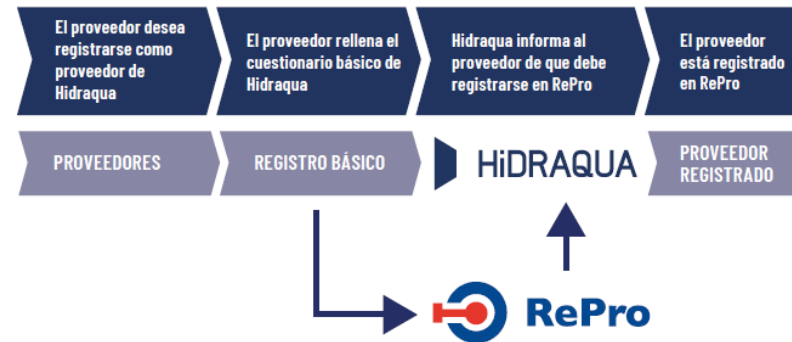 El proveedor desea
registrarse como
proveedor de
Hidraqua
El proveedor rellena el
cuestionario básico de
Hidraqua
Hidraqua informa al
proveedor de que debe
registrarse en RePro
El proveedor
está registrado
en RePro
PROVEEDORES
REGISTRO BÁSICO
HiDRAQUA
PROVEEDOR
REGISTRADO
RePro